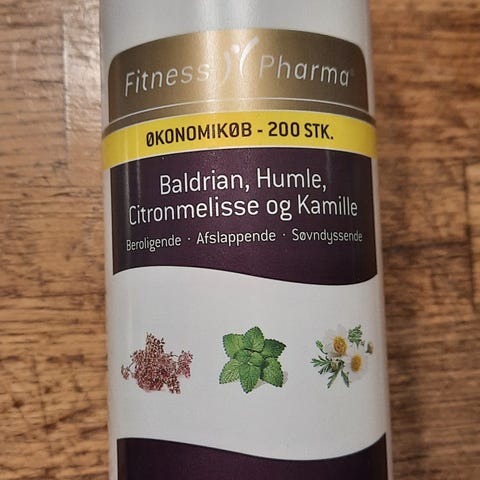 Fitness Pharma®
ØKONOMIKØB - 200 STK.
Baldrian, Humle,
Citronmelisse og Kamille
Beroligende · Afslappende · Søvndyssende